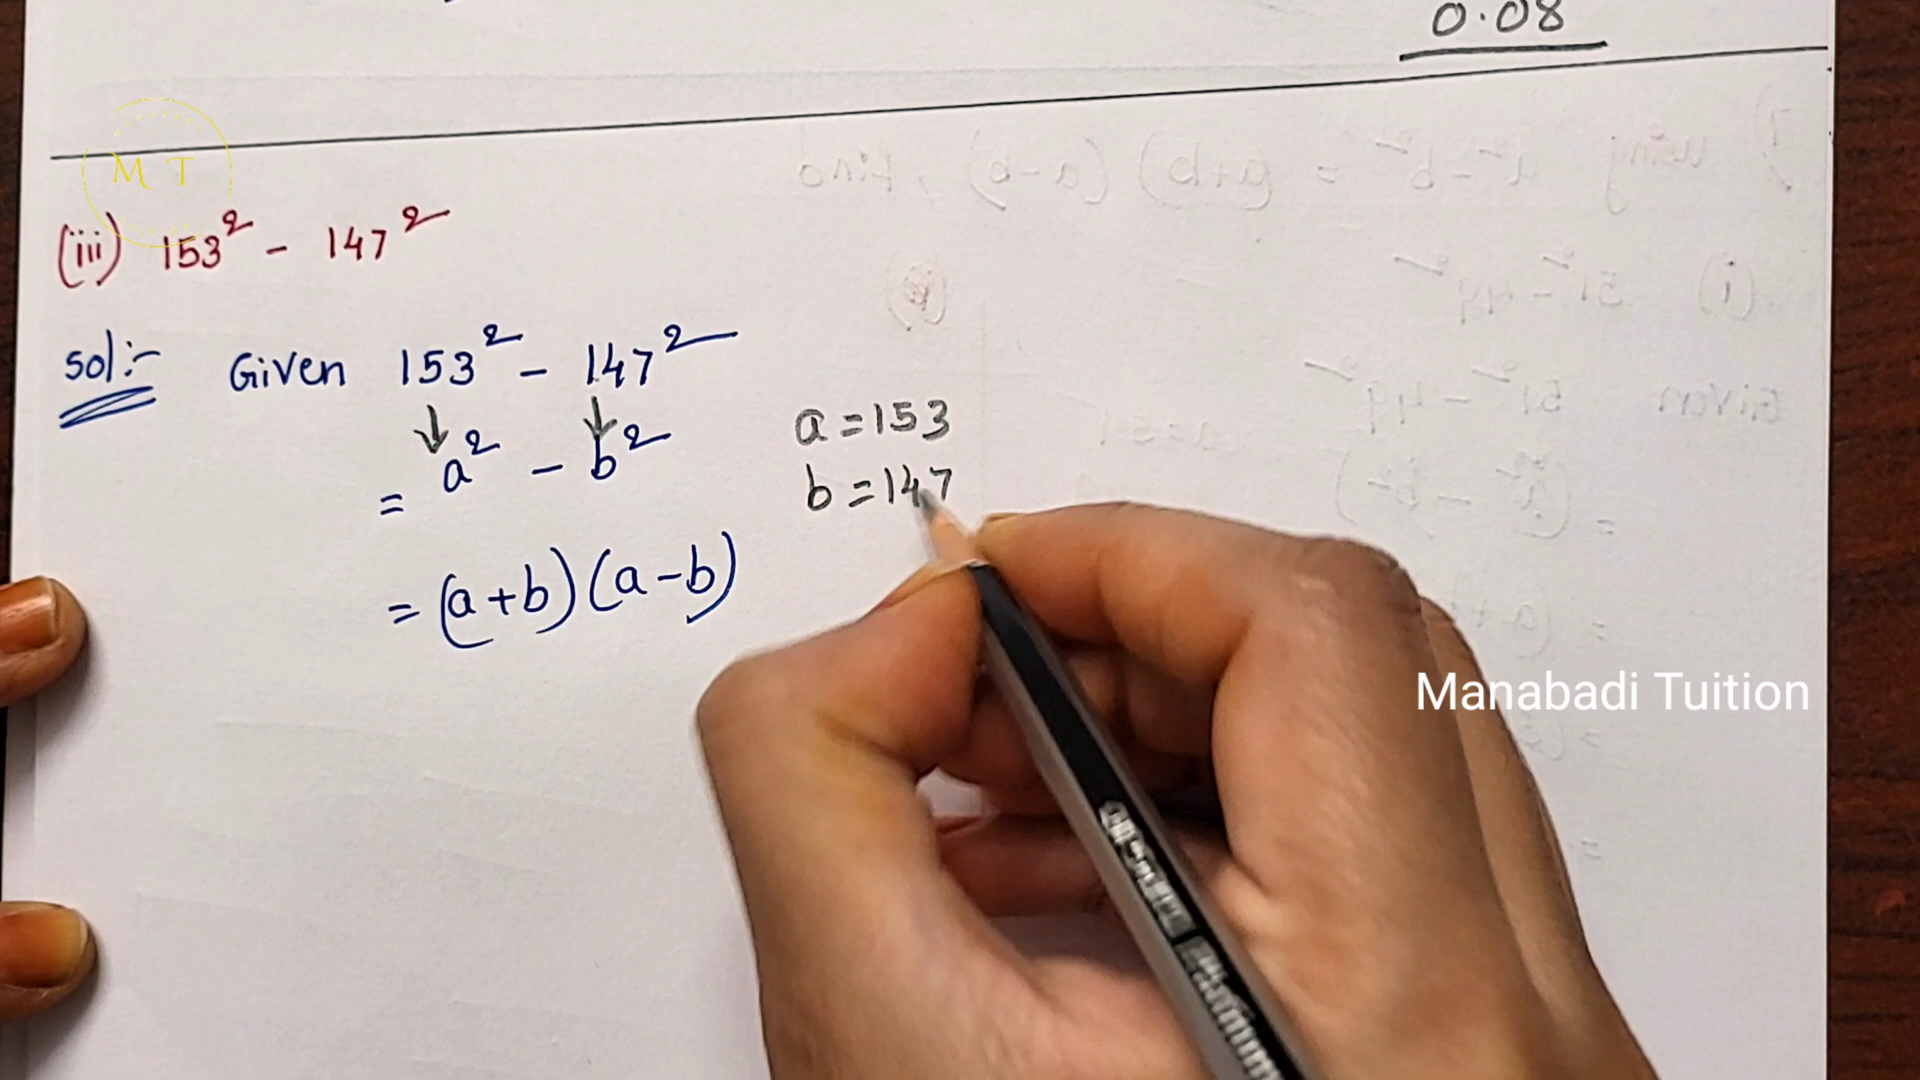 0.08
M T
(iii) 153² - 147²
Sol:- Given 153² - 147²
= a² - b²
a = 153
b = 147
= (a+b) (a-b)
Manabadi Tuition